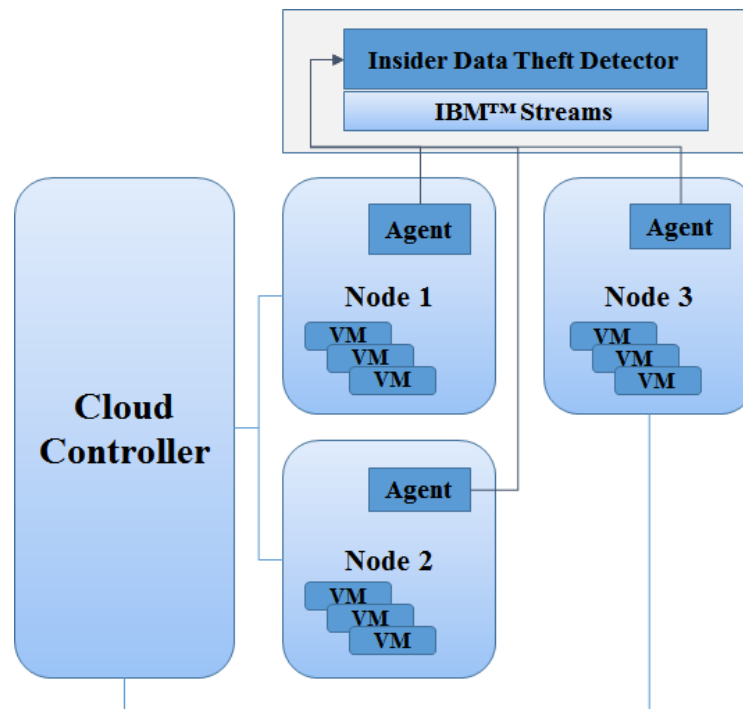 Insider Data Theft Detector
IBM™ Streams
Agent
Node 1
VM
VM
VM
Agent
Node 3
VM
VM
VM
Cloud
Controller
Agent
Node 2
VM
VM
VM